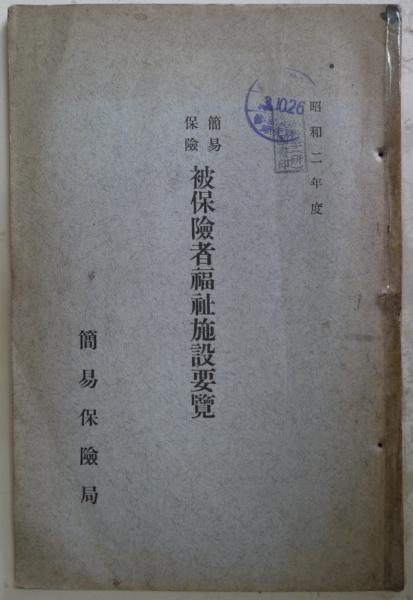 昭和二年度
3.10.26
簡易
保險
被保險者福祉施設要覽
簡易保險局